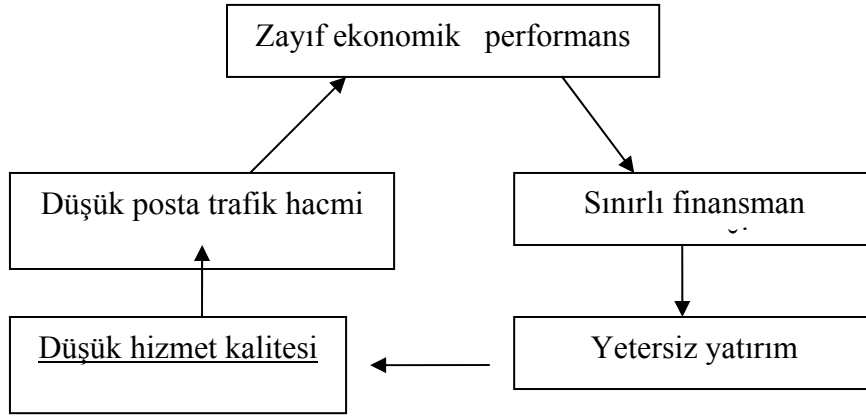 Zayıf ekonomik performans
Düşük posta trafik hacmi
Sınırlı finansman
Düşük hizmet kalitesi
Yetersiz yatırım